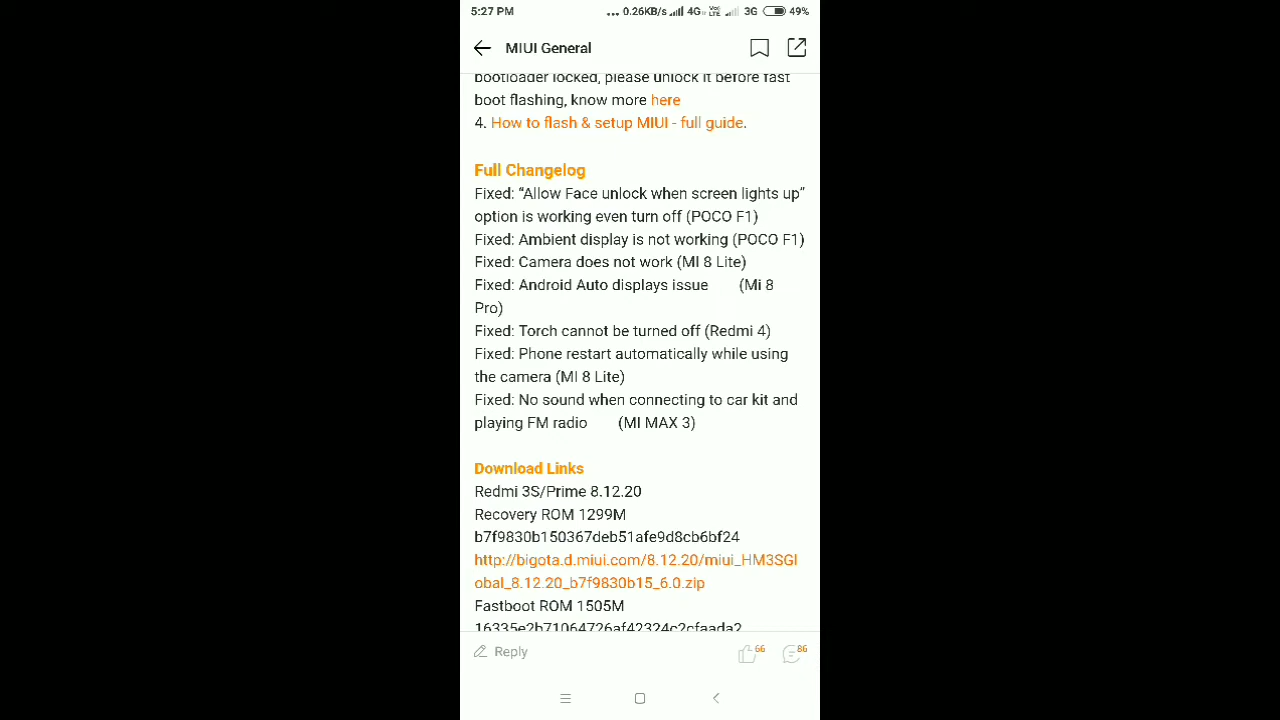 5:27 PM ... 0.26KB/s 4G VoLTE 3G 49%
MIUI General
bootloader locked, please unlock it before fast
boot flashing, know more here
4. How to flash & setup MIUI - full guide.
Full Changelog
Fixed: “Allow Face unlock when screen lights up”
option is working even turn off (POCO F1)
Fixed: Ambient display is not working (POCO F1)
Fixed: Camera does not work (MI 8 Lite)
Fixed: Android Auto displays issue (Mi 8
Pro)
Fixed: Torch cannot be turned off (Redmi 4)
Fixed: Phone restart automatically while using
the camera (MI 8 Lite)
Fixed: No sound when connecting to car kit and
playing FM radio (MI MAX 3)
Download Links
Redmi 3S/Prime 8.12.20
Recovery ROM 1299M
b7f9830b150367deb51afe9d8cb6bf24
http://bigota.d.miui.com/8.12.20/miui_HM3SGl
obal_8.12.20_b7f9830b15_6.0.zip
Fastboot ROM 1505M
16335e2b71064726af42324c2cfaada2
Reply 66 86